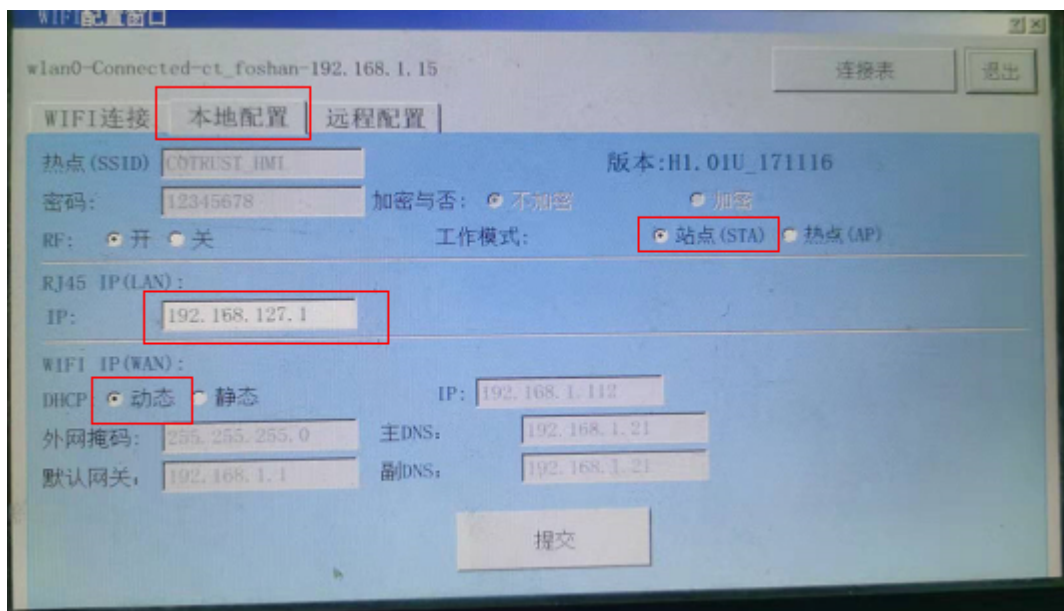 WIFI配置窗口
wlan0-Connected-ct_foshan-192.168.1.15 连接表 退出
WIFI连接 本地配置 远程配置
热点(SSID) COTRUST_HMI 版本:H1.01U_171116
密码: 12345678 加密与否: 不加密 加密
RF: 开 关 工作模式: 站点(STA) 热点(AP)
RJ45 IP(LAN):
IP: 192.168.127.1
WIFI IP(WAN):
DHCP 动态 静态 IP: 192.168.1.112
外网掩码: 255.255.255.0 主DNS: 192.168.1.21
默认网关: 192.168.1.1 副DNS: 192.168.1.21
提交